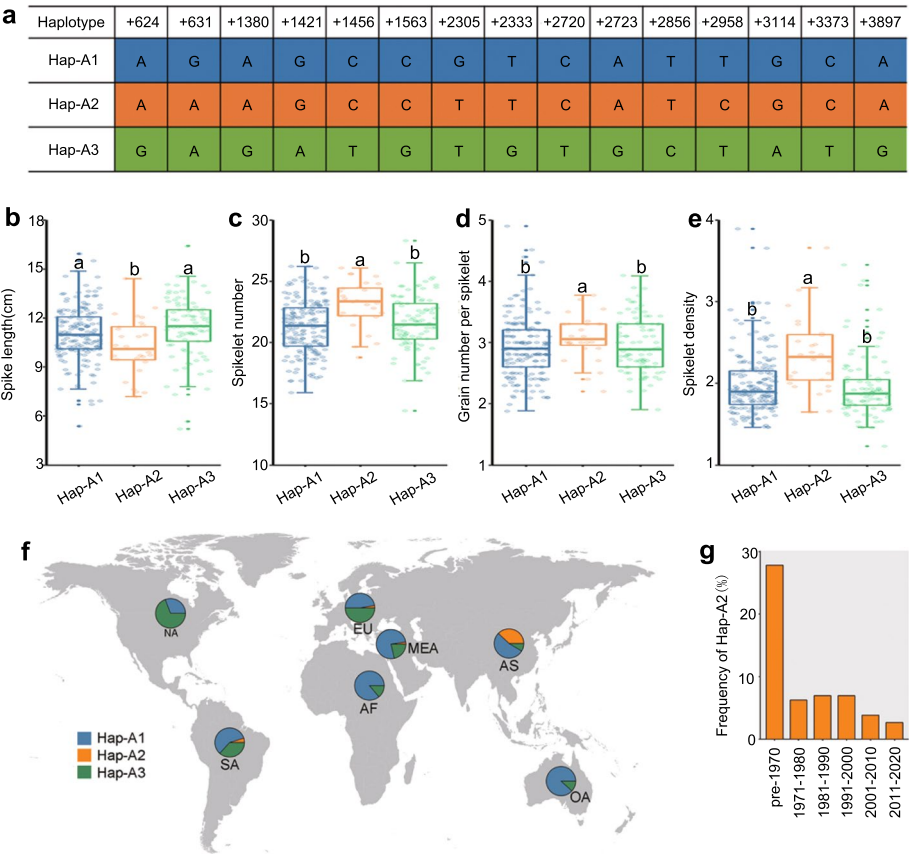 a
Haplotype +624 +631 +1380 +1421 +1456 +1563 +2305 +2333 +2720 +2723 +2856 +2958 +3114 +3373 +3897
Hap-A1 A G A G C C G T C A T T G C A
Hap-A2 A A A G C C T T C A T C G C A
Hap-A3 G A G A T G T G T G C T A T G
b
Spike length(cm)
18
15
12
9
6
3
a b a
Hap-A1 Hap-A2 Hap-A3
c
Spikelet number
30
25
20
15
10
b a b
Hap-A1 Hap-A2 Hap-A3
d
Grain number per spikelet
5
4
3
2
1
b a b
Hap-A1 Hap-A2 Hap-A3
e
Spikelet density
4
3
2
1
b a b
Hap-A1 Hap-A2 Hap-A3
f
NA
EU
MEA
AS
AF
SA
OA
Hap-A1
Hap-A2
Hap-A3
g
Frequency of Hap-A2 (%)
30
20
10
0
pre-1970
1971-1980
1981-1990
1991-2000
2001-2010
2011-2020